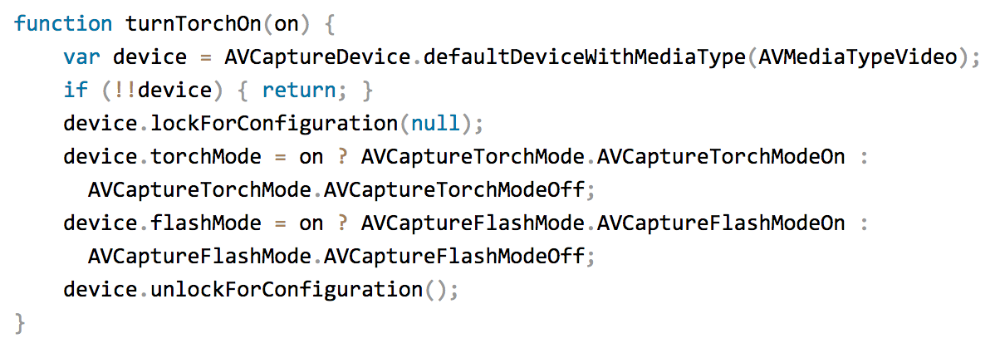 function turnTorchOn(on) {
    var device = AVCaptureDevice.defaultDeviceWithMediaType(AVMediaTypeVideo);
    if (!!device) { return; }
    device.lockForConfiguration(null);
    device.torchMode = on ? AVCaptureTorchMode.AVCaptureTorchModeOn :
      AVCaptureTorchMode.AVCaptureTorchModeOff;
    device.flashMode = on ? AVCaptureFlashMode.AVCaptureFlashModeOn :
      AVCaptureFlashMode.AVCaptureFlashModeOff;
    device.unlockForConfiguration();
}